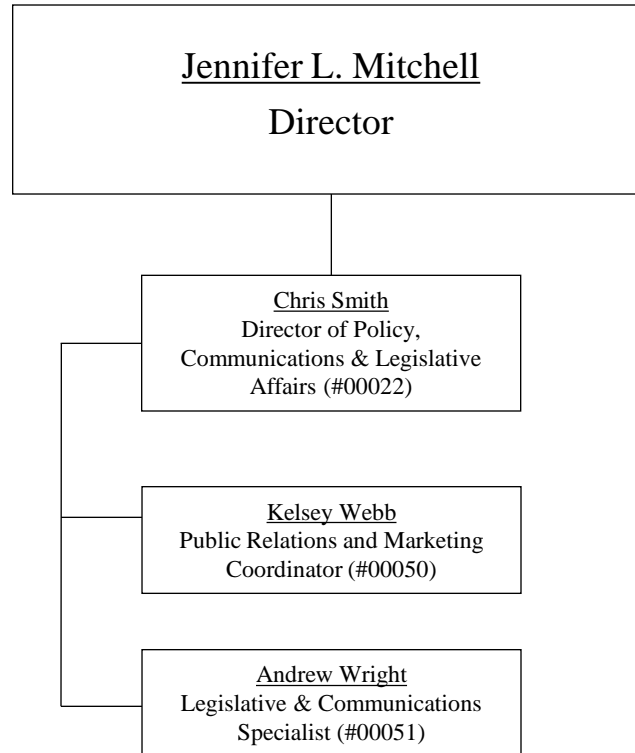 Jennifer L. Mitchell
Director
Chris Smith
Director of Policy,
Communications & Legislative
Affairs (#00022)
Kelsey Webb
Public Relations and Marketing
Coordinator (#00050)
Andrew Wright
Legislative & Communications
Specialist (#00051)